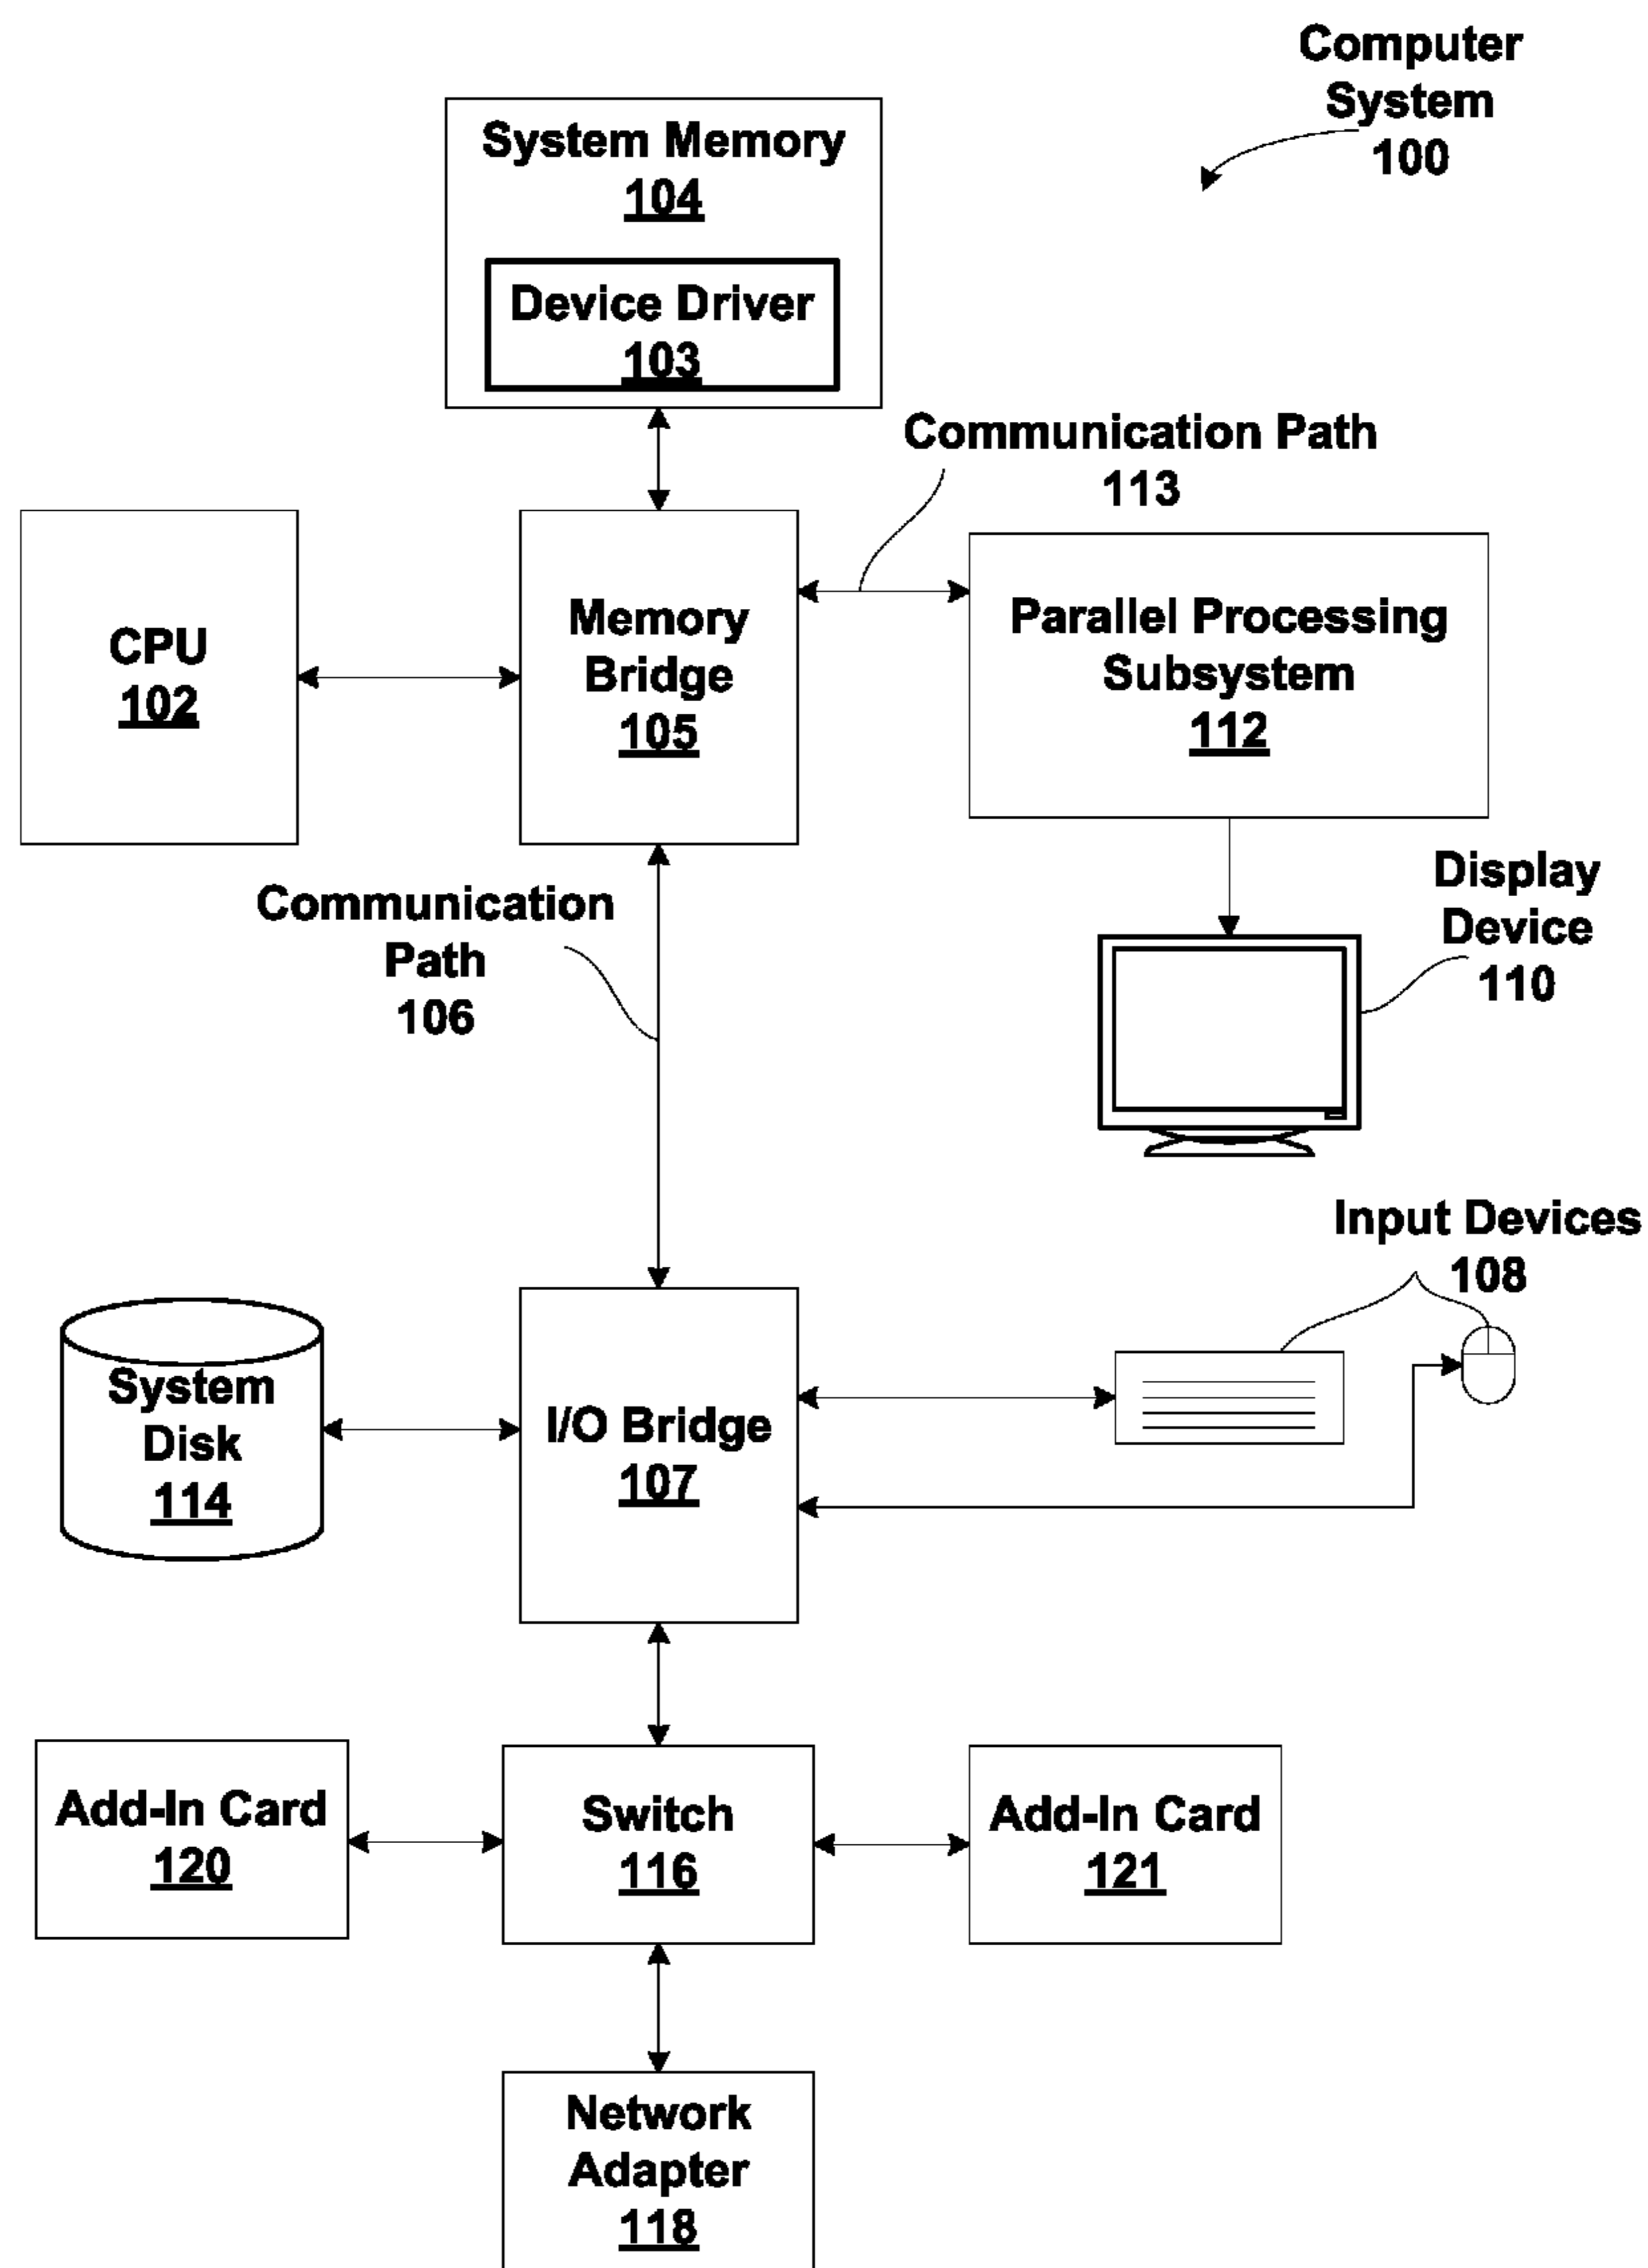 Computer
System
100
System Memory
104
Device Driver
103
Communication Path
113
CPU
102
Memory
Bridge
105
Parallel Processing
Subsystem
112
Communication
Path
106
Display
Device
110
Input Devices
108
System
Disk
114
I/O Bridge
107
Add-In Card
120
Switch
116
Add-In Card
121
Network
Adapter
118